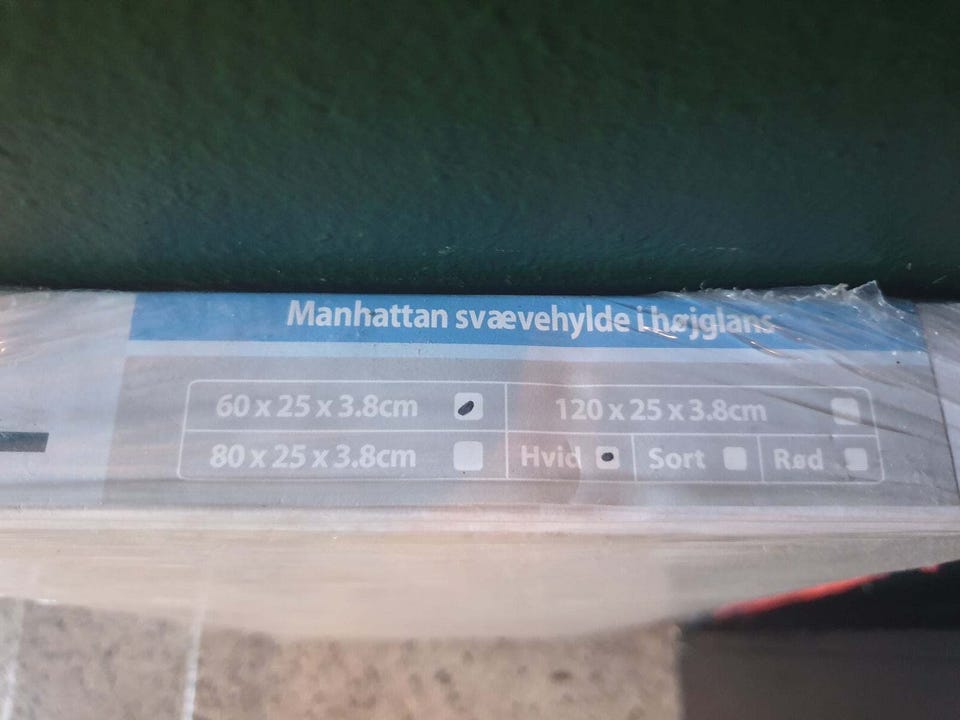 Manhattan svævehylde i højglans
60 x 25 x 3.8cm 120 x 25 x 3.8cm
80 x 25 x 3.8cm Hvid Sort Rød